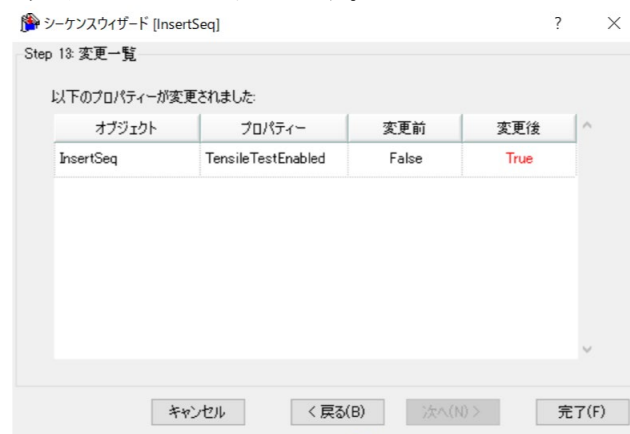 シーケンスウィザード [InsertSeq]
Step 13: 変更一覧
以下のプロパティーが変更されました:
オブジェクト プロパティー 変更前 変更後
InsertSeq TensileTestEnabled False True
キャンセル < 戻る(B) 次へ(N) > 完了(F)